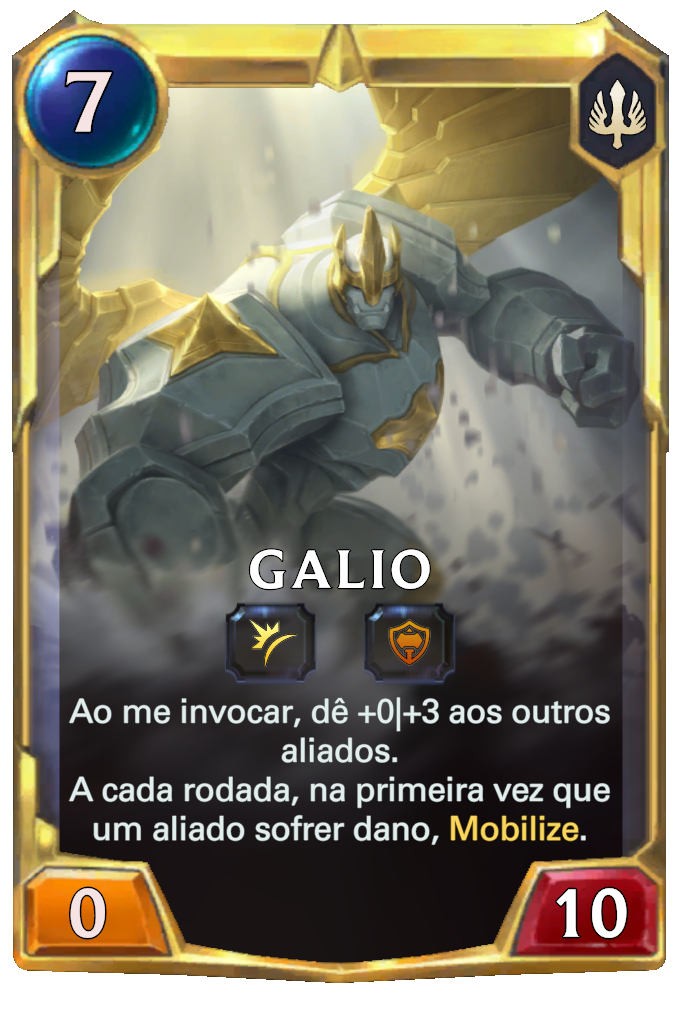 7
GALIO
Ao me invocar, dê +0|+3 aos outros
aliados.
A cada rodada, na primeira vez que
um aliado sofrer dano, Mobilize.
0
10